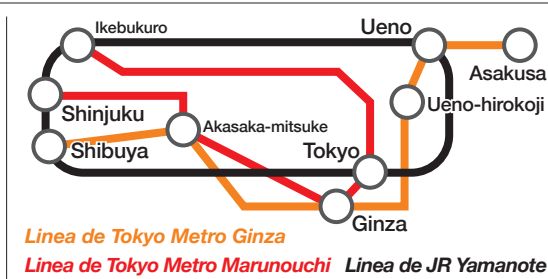 Ikebukuro
Ueno
Asakusa
Shinjuku
Ueno-hirokoji
Akasaka-mitsuke
Shibuya
Tokyo
Ginza
Linea de Tokyo Metro Ginza
Linea de Tokyo Metro Marunouchi Linea de JR Yamanote